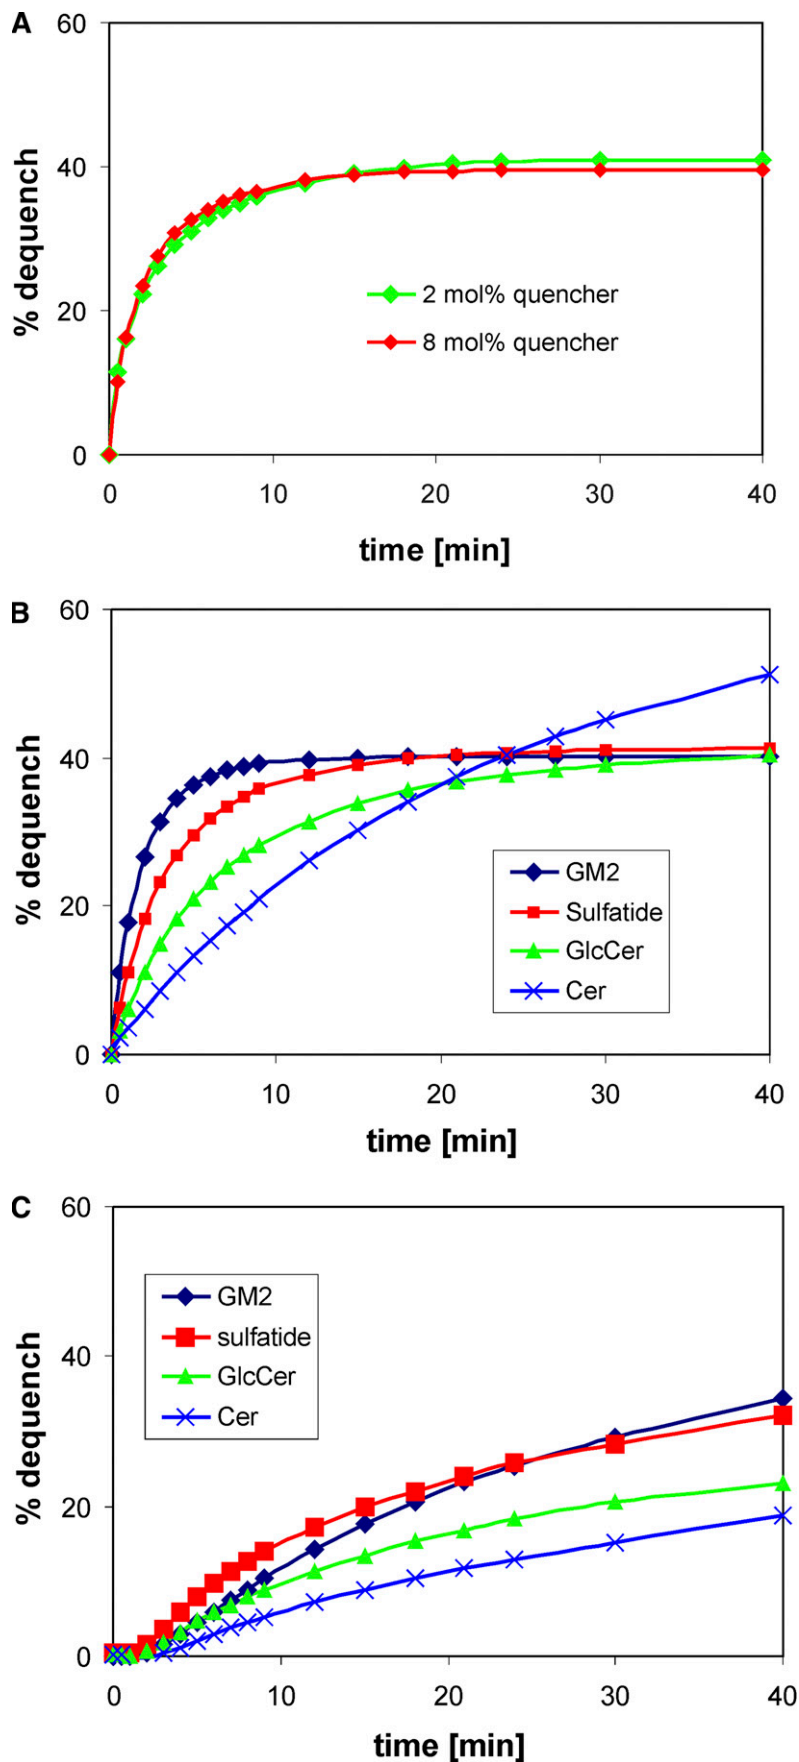 A
60
40
20
0
% dequench
2 mol% quencher
8 mol% quencher
0 10 20 30 40
time [min]
B
60
40
20
0
% dequench
GM2
Sulfatide
GlcCer
Cer
0 10 20 30 40
time [min]
C
60
40
20
0
% dequench
GM2
sulfatide
GlcCer
Cer
0 10 20 30 40
time [min]